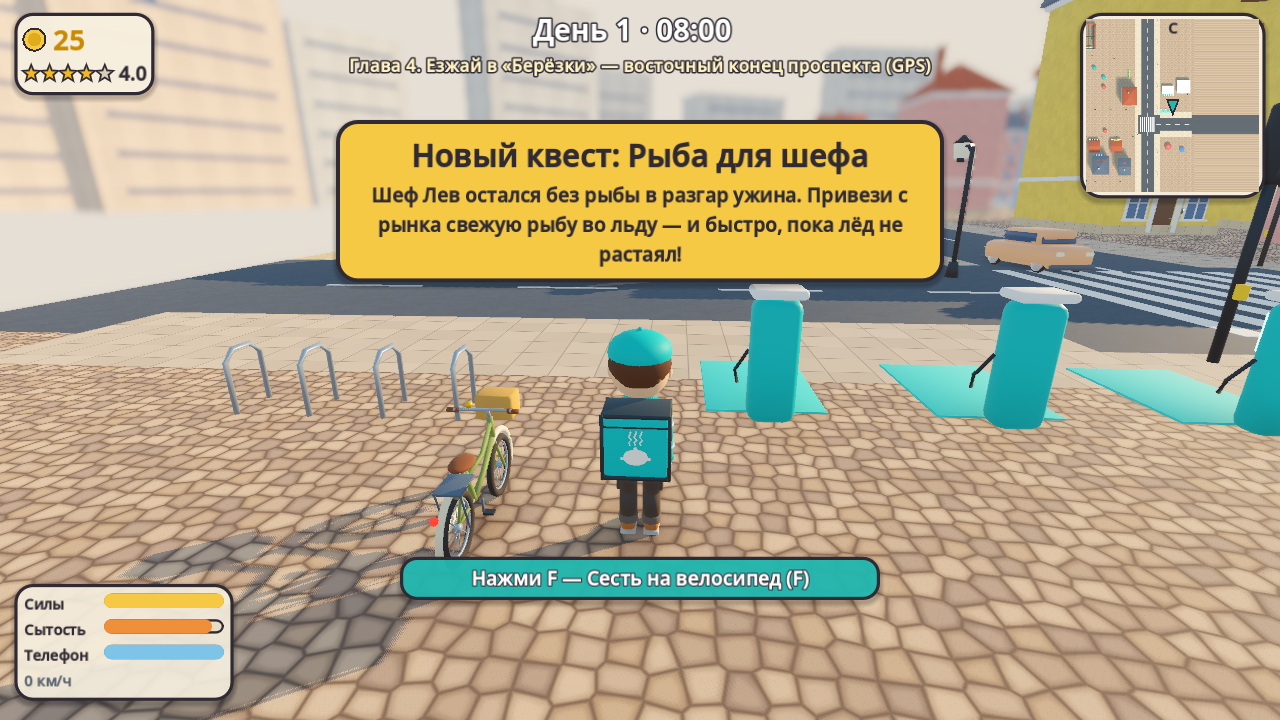 25
4.0
День 1 · 08:00
Глава 4. Езжай в «Берёзки» — восточный конец проспекта (GPS)
С
Новый квест: Рыба для шефа
Шеф Лев остался без рыбы в разгар ужина. Привези с
рынка свежую рыбу во льду — и быстро, пока лёд не
растаял!
Нажми F — Сесть на велосипед (F)
Силы
Сытость
Телефон
0 км/ч